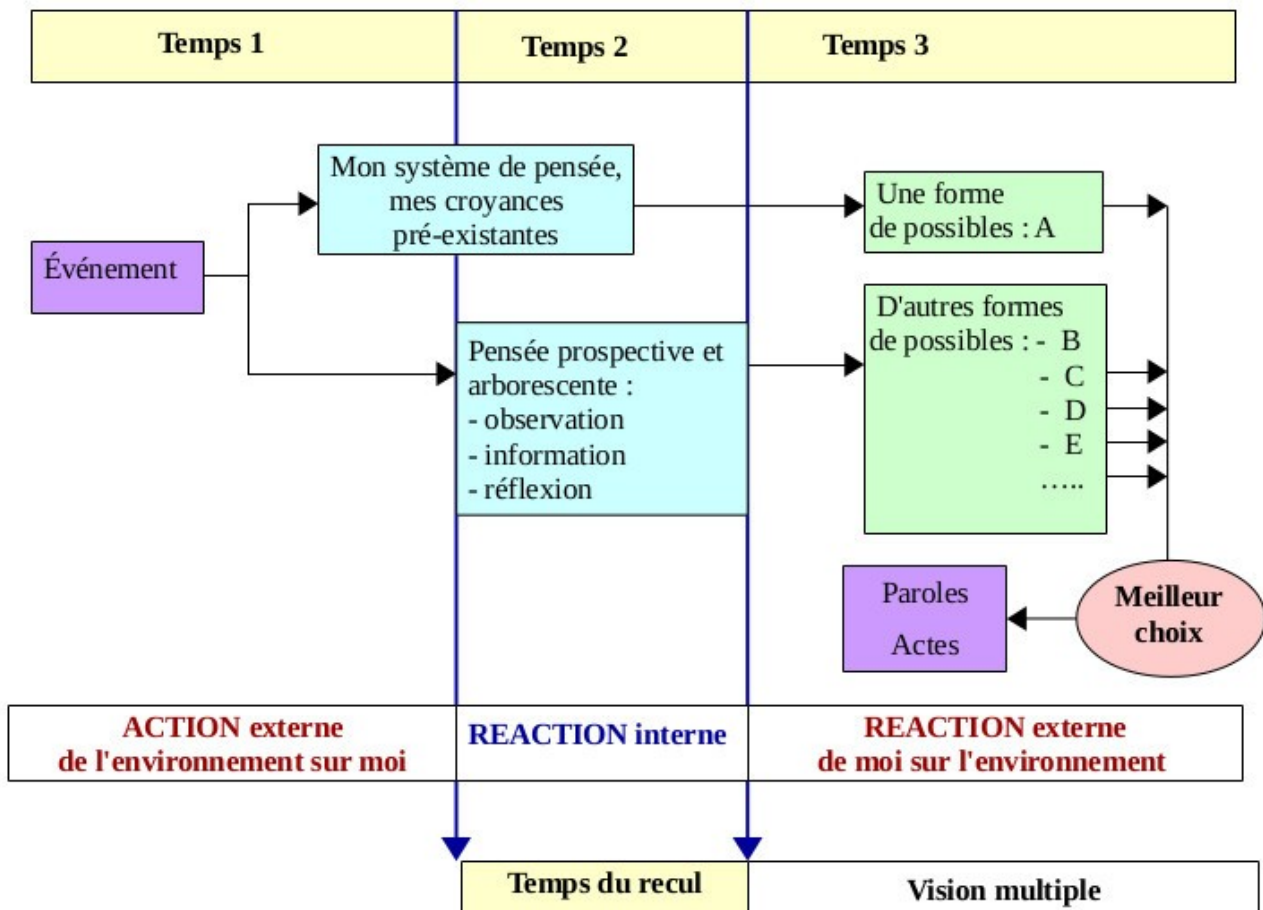 Temps 1
Temps 2
Temps 3
Mon système de pensée,
mes croyances
pré-existantes
Une forme
de possibles : A
Événement
D'autres formes
de possibles : - B
- C
- D
- E
.....
Pensée prospective et
arborescente :
- observation
- information
- réflexion
Paroles
Actes
Meilleur
choix
ACTION externe
de l'environnement sur moi
REACTION interne
REACTION externe
de moi sur l'environnement
Temps du recul
Vision multiple